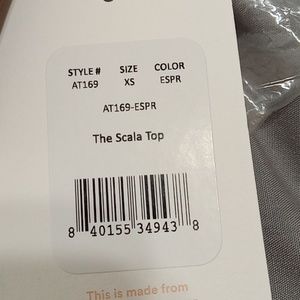 STYLE # SIZE COLOR
AT169 XS ESPR
AT169-ESPR
The Scala Top
8 40155 34943 8
This is made from